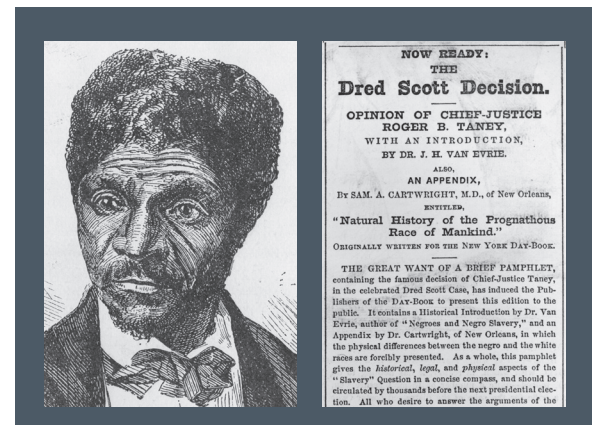 NOW READY:
THE
Dred Scott Decision.
OPINION OF CHIEF-JUSTICE
ROGER B. TANEY,
WITH AN INTRODUCTION,
BY DR. J. H. VAN EVRIE.
ALSO,
AN APPENDIX,
BY SAM. A. CARTWRIGHT, M.D., of New Orleans,
ENTITLED,
"Natural History of the Prognathous
Race of Mankind."
ORIGINALLY WRITTEN FOR THE NEW YORK DAY-BOOK.
THE GREAT WANT OF A BRIEF PAMPHLET,
containing the famous decision of Chief-Justice Taney,
in the celebrated Dred Scott Case, has induced the Pub-
lishers of the DAY-BOOK to present this edition to the
public. It contains a Historical Introduction by Dr. Van
Evrie, author of "Negroes and Negro Slavery," and an
Appendix by Dr. Cartwright, of New Orleans, in which
the physical differences between the negro and the white
races are forcibly presented. As a whole, this pamphlet
gives the historical, legal, and physical aspects of the
"Slavery" Question in a concise compass, and should be
circulated by thousands before the next presidential elec-
tion. All who desire to answer the arguments of the